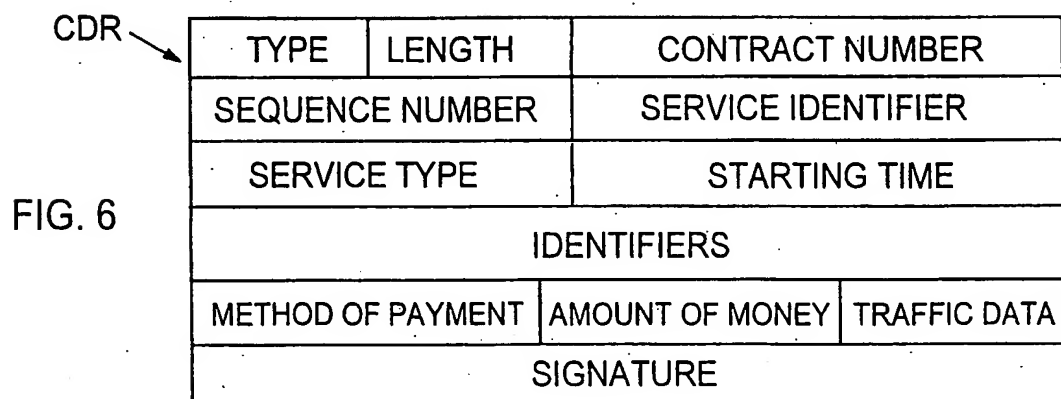 CDR
TYPE LENGTH CONTRACT NUMBER
SEQUENCE NUMBER SERVICE IDENTIFIER
SERVICE TYPE STARTING TIME
FIG. 6
IDENTIFIERS
METHOD OF PAYMENT AMOUNT OF MONEY TRAFFIC DATA
SIGNATURE